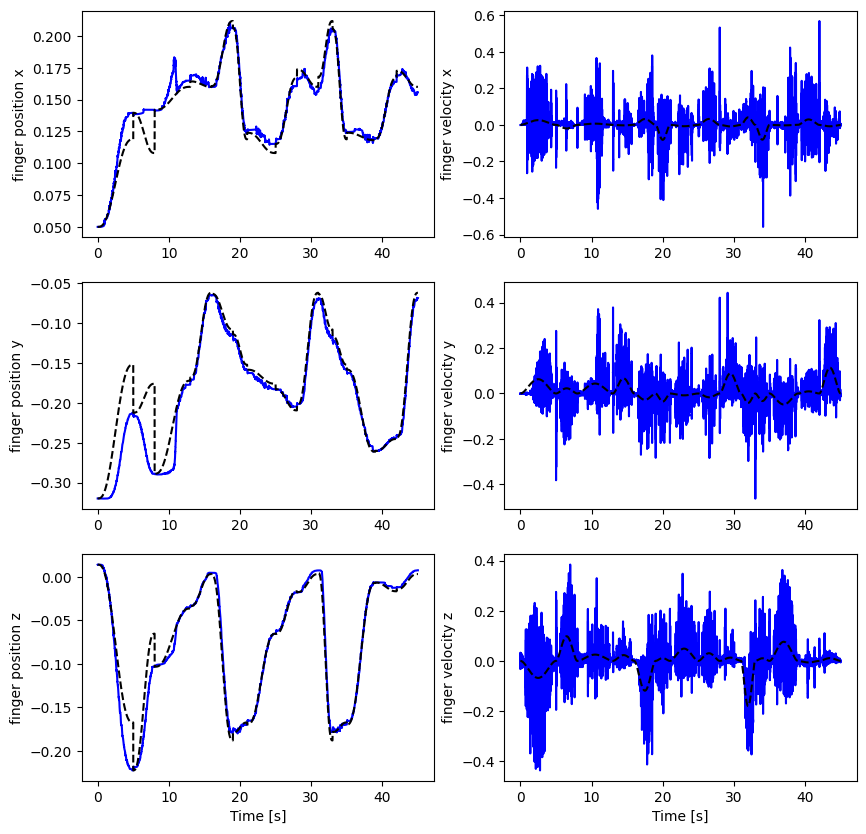 finger position x
0.200
0.175
0.150
0.125
0.100
0.075
0.050
0 10 20 30 40
finger velocity x
0.6
0.4
0.2
0.0
−0.2
−0.4
−0.6
0 10 20 30 40
finger position y
−0.05
−0.10
−0.15
−0.20
−0.25
−0.30
0 10 20 30 40
finger velocity y
0.4
0.2
0.0
−0.2
−0.4
0 10 20 30 40
finger position z
0.00
−0.05
−0.10
−0.15
−0.20
0 10 20 30 40
Time [s]
finger velocity z
0.4
0.2
0.0
−0.2
−0.4
0 10 20 30 40
Time [s]